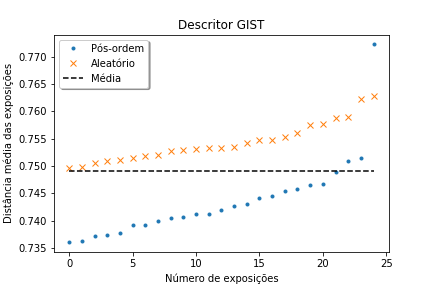 Descritor GIST
Pós-ordem
Aleatório
Média
Distância média das exposições
0.770
0.765
0.760
0.755
0.750
0.745
0.740
0.735
0
5
10
15
20
25
Número de exposições